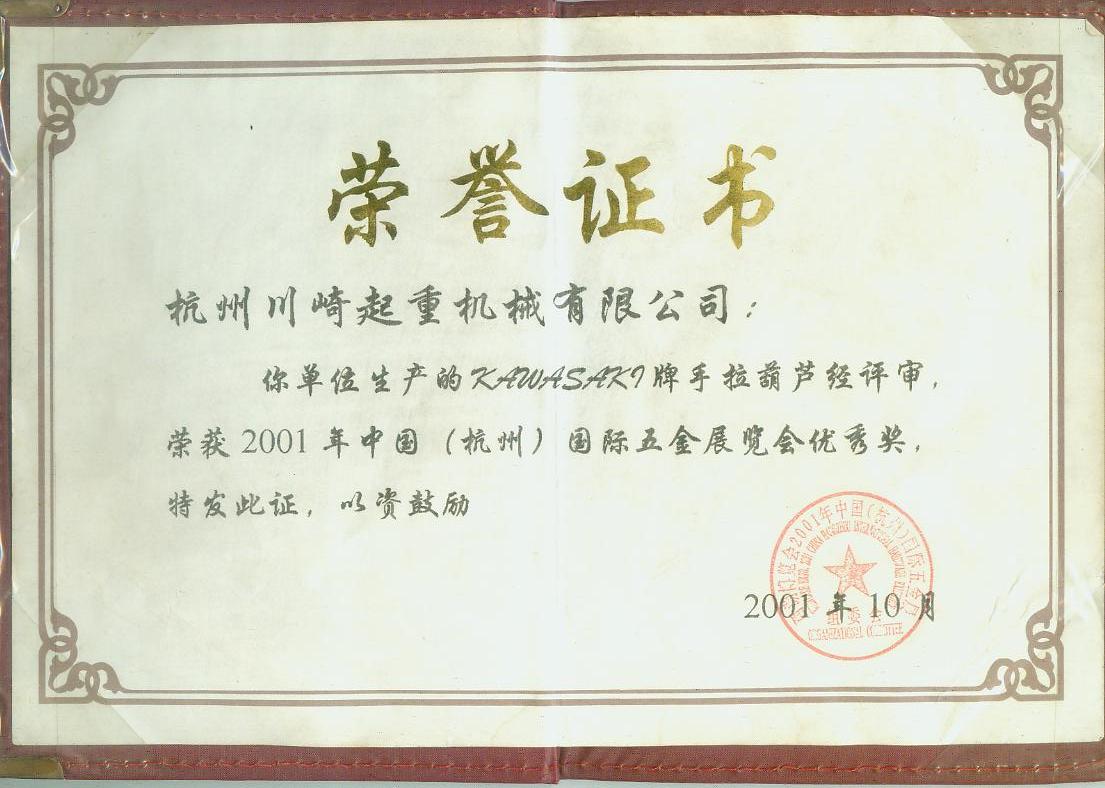 荣誉证书
杭州川崎起重机械有限公司：
你单位生产的KAWASAKI牌手拉葫芦经评审，
荣获2001年中国（杭州）国际五金展览会优秀奖，
特发此证，以资鼓励
2001年10月
组委会